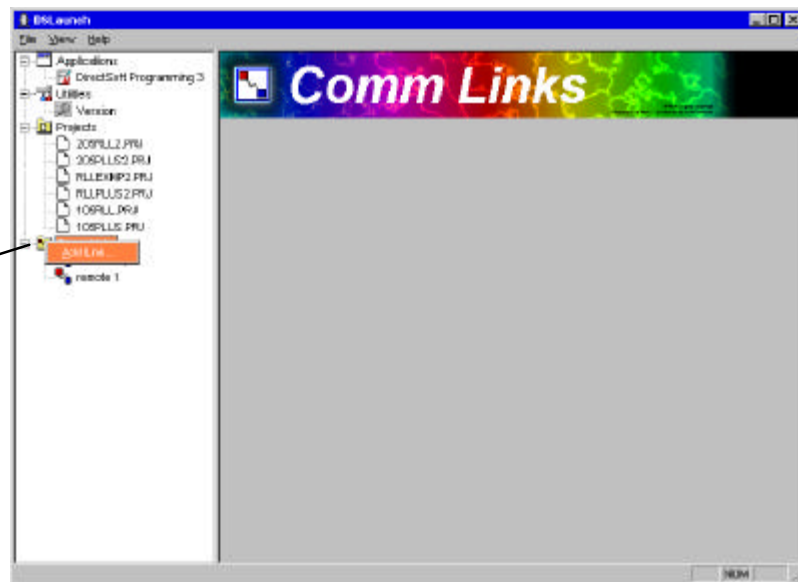 DSLaunch
File View Help
Comm Links
Applications
DirectSoft Programming 3
Utilities
Version
Projects
205RLL2.PRJ
205PLLS2.PRJ
RLLEXMP2.PRJ
RLLPLUS2.PRJ
105RLL.PRJ
105PLUS.PRJ
Add Link...
remote 1
NUM